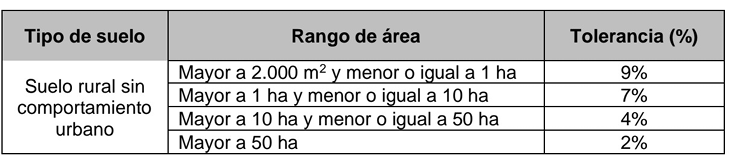 Tipo de suelo Rango de área Tolerancia (%)
Suelo rural sin comportamiento urbano
Mayor a 2.000 m² y menor o igual a 1 ha 9%
Mayor a 1 ha y menor o igual a 10 ha 7%
Mayor a 10 ha y menor o igual a 50 ha 4%
Mayor a 50 ha 2%